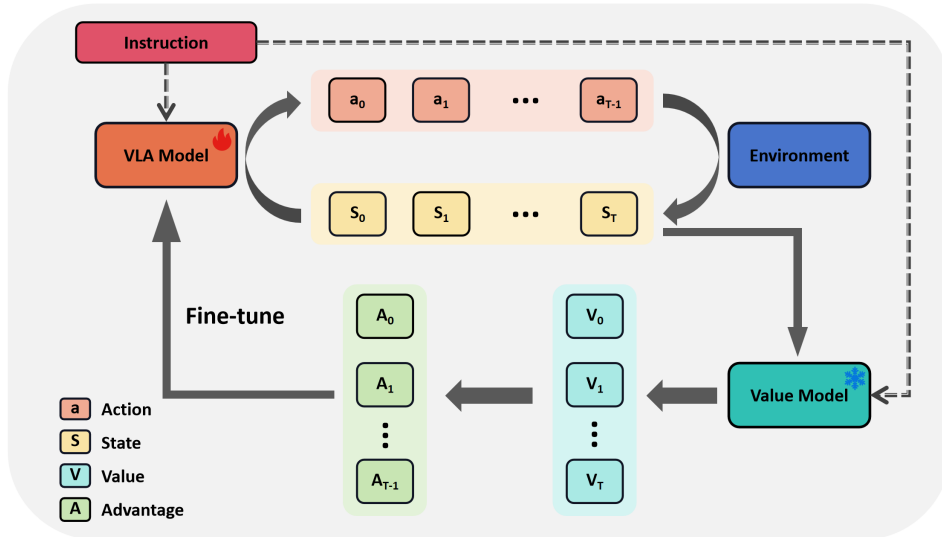 Instruction
a0 a1 ... aT-1
VLA Model
Environment
S0 S1 ... ST
Fine-tune
A0
V0
A1
V1
Value Model
AT-1
VT
a Action
S State
V Value
A Advantage